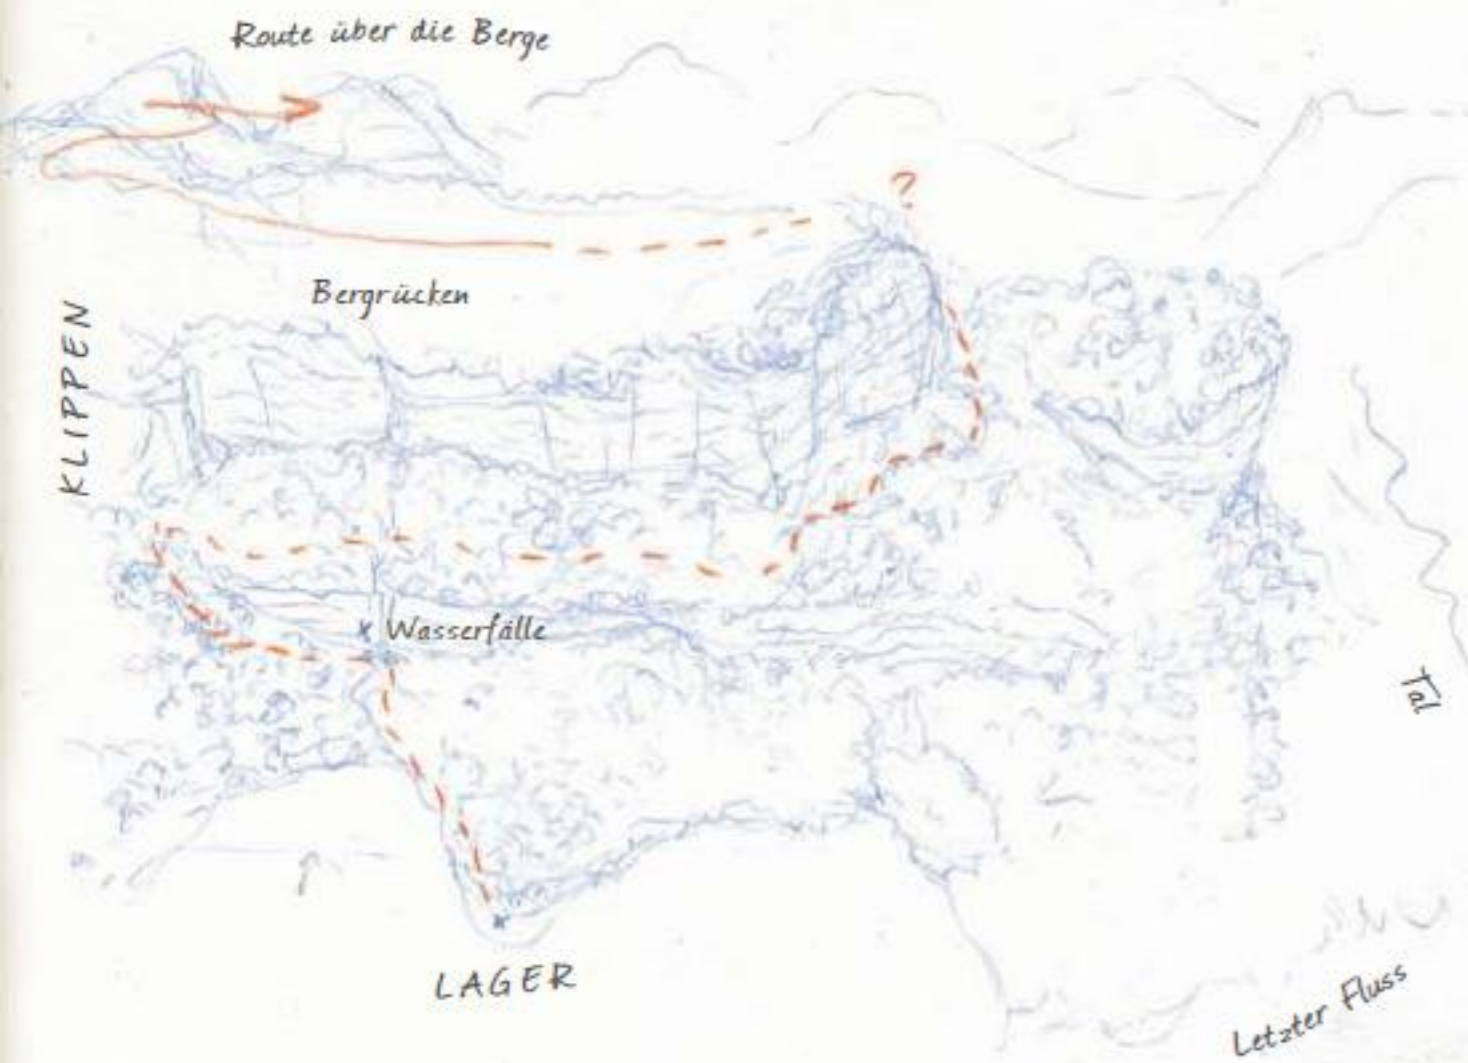 Route über die Berge
?
Bergrücken
KLIPPEN
x Wasserfälle
Tal
x
LAGER
Letzter Fluss